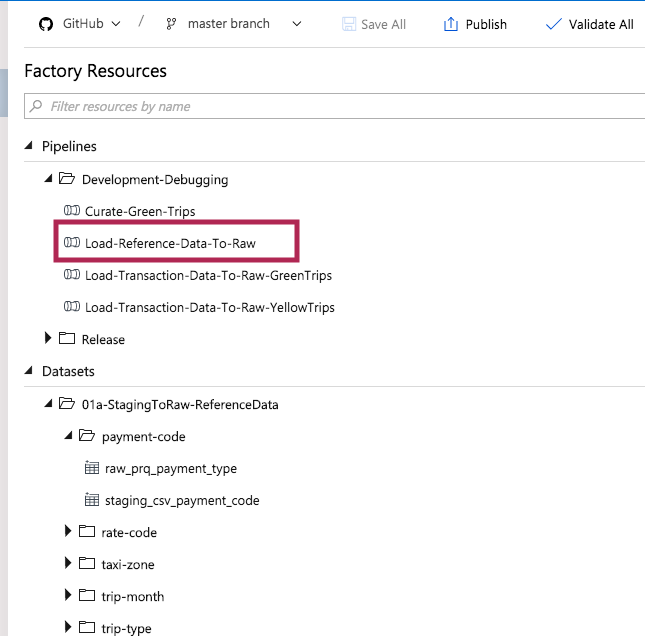 GitHub / master branch Save All Publish Validate All
Factory Resources
Filter resources by name
Pipelines
Development-Debugging
Curate-Green-Trips
Load-Reference-Data-To-Raw
Load-Transaction-Data-To-Raw-GreenTrips
Load-Transaction-Data-To-Raw-YellowTrips
Release
Datasets
01a-StagingToRaw-ReferenceData
payment-code
raw_prq_payment_type
staging_csv_payment_code
rate-code
taxi-zone
trip-month
trip-type